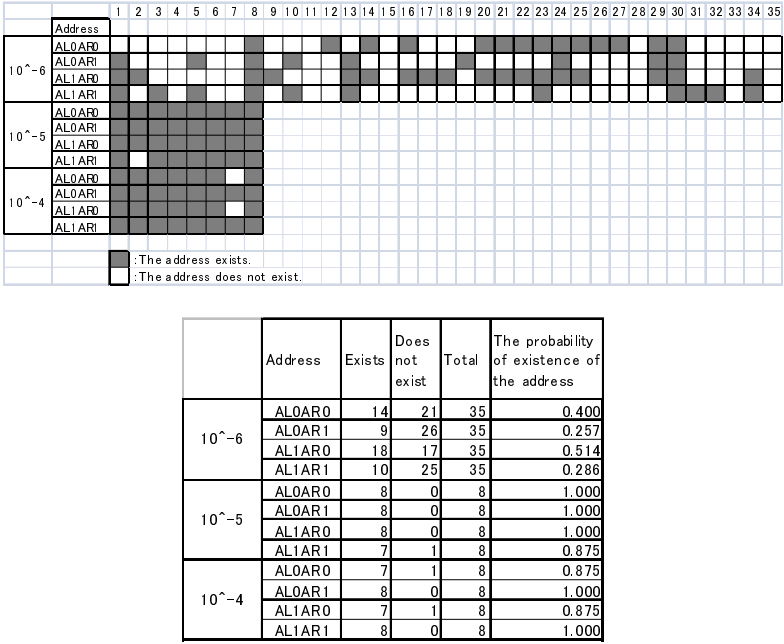 1 2 3 4 5 6 7 8 9 10 11 12 13 14 15 16 17 18 19 20 21 22 23 24 25 26 27 28 29 30 31 32 33 34 35
Address
10^-6
AL0AR0
AL0AR1
AL1AR0
AL1AR1
10^-5
AL0AR0
AL0AR1
AL1AR0
AL1AR1
10^-4
AL0AR0
AL0AR1
AL1AR0
AL1AR1
:The address exists.
:The address does not exist.
Address Exists Does not exist Total The probability of existence of the address
10^-6
AL0AR0 14 21 35 0.400
AL0AR1 9 26 35 0.257
AL1AR0 18 17 35 0.514
AL1AR1 10 25 35 0.286
10^-5
AL0AR0 8 0 8 1.000
AL0AR1 8 0 8 1.000
AL1AR0 8 0 8 1.000
AL1AR1 7 1 8 0.875
10^-4
AL0AR0 7 1 8 0.875
AL0AR1 8 0 8 1.000
AL1AR0 7 1 8 0.875
AL1AR1 8 0 8 1.000